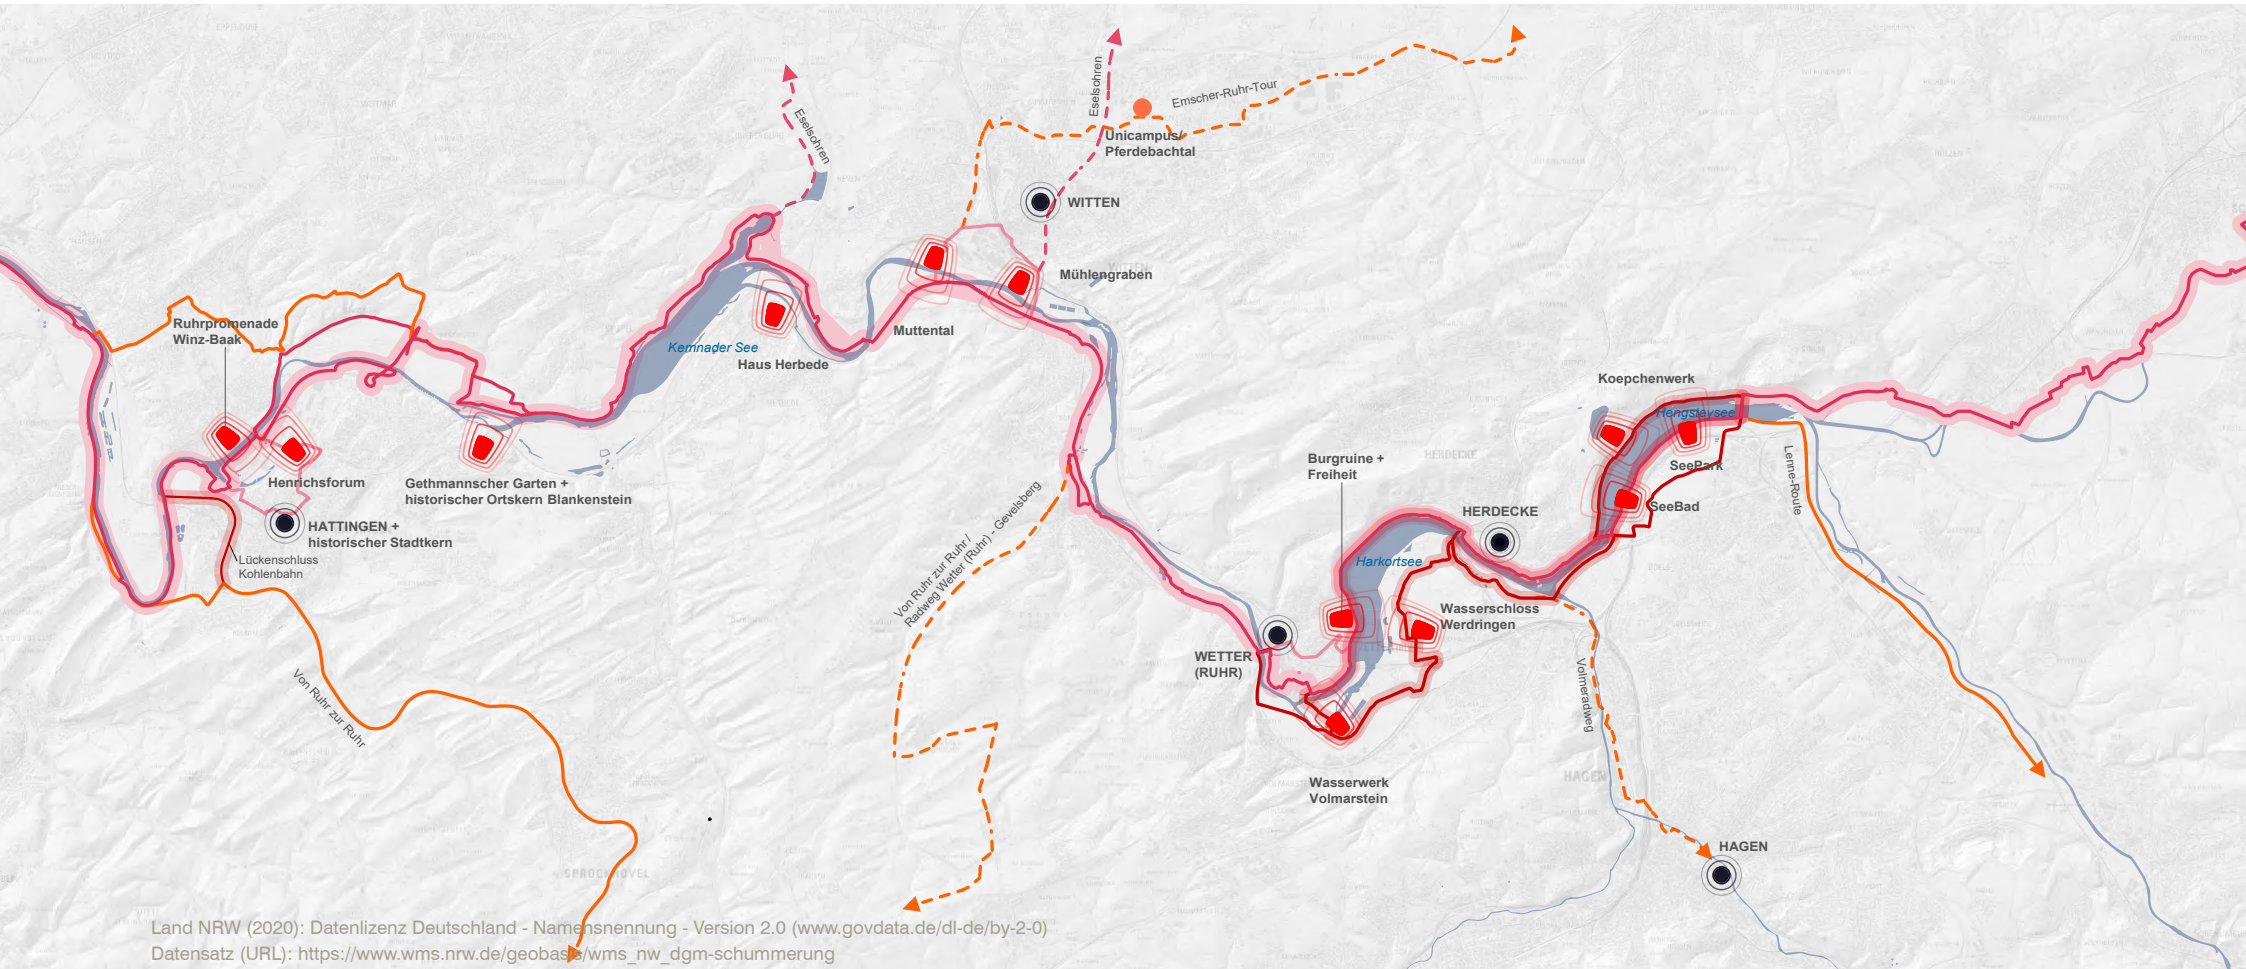 Eselsohren
Eselsohren
Emscher-Ruhr-Tour
Unicampus/
Pferdebachtal
WITTEN
Mühlengraben
Muttental
Kemnader See
Haus Herbede
Ruhrpromenade
Winz-Baak
Henrichsforum
Gethmannscher Garten +
historischer Ortskern Blankenstein
HATTINGEN +
historischer Stadtkern
Lückenschluss
Kohlenbahn
Von Ruhr zur Ruhr
Von Ruhr zur Ruhr /
Radweg Wetter (Ruhr) - Gevelsberg
Koepchenwerk
Hengsteysee
SeePark
SeeBad
Lenne-Route
Burgruine +
Freiheit
HERDECKE
HERDECKE
Harkortsee
Wasserschloss
Werdringen
WETTER
(RUHR)
Wasserwerk
Volmarstein
Volmeradweg
HAGEN
HAGEN
SPROCKHÖVEL
WITTEN
Land NRW (2020): Datenlizenz Deutschland - Namensnennung - Version 2.0 (www.govdata.de/dl-de/by-2-0)
Datensatz (URL): https://www.wms.nrw.de/geobasis/wms_nw_dgm-schummerung